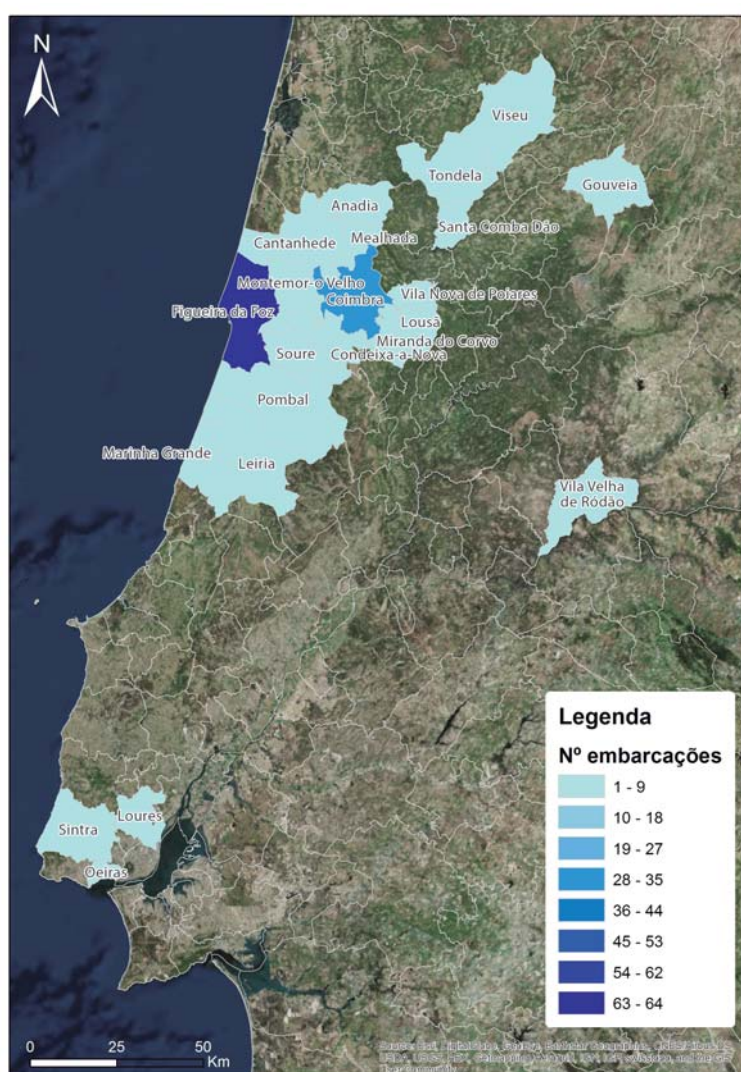 N
Viseu
Tondela
Gouveia
Anadia
Santa Comba Dão
Mealhada
Cantanhede
Montemor-o Velho
Coimbra
Vila Nova de Poiares
Figueira da Foz
Lousã
Miranda do Corvo
Soure
Condeixa-a-Nova
Pombal
Marinha Grande
Leiria
Vila Velha
de Ródão
Legenda
Nº embarcações
1 - 9
10 - 18
19 - 27
28 - 35
36 - 44
45 - 53
54 - 62
63 - 64
Loures
Sintra
Oeiras
0 25 50
Km